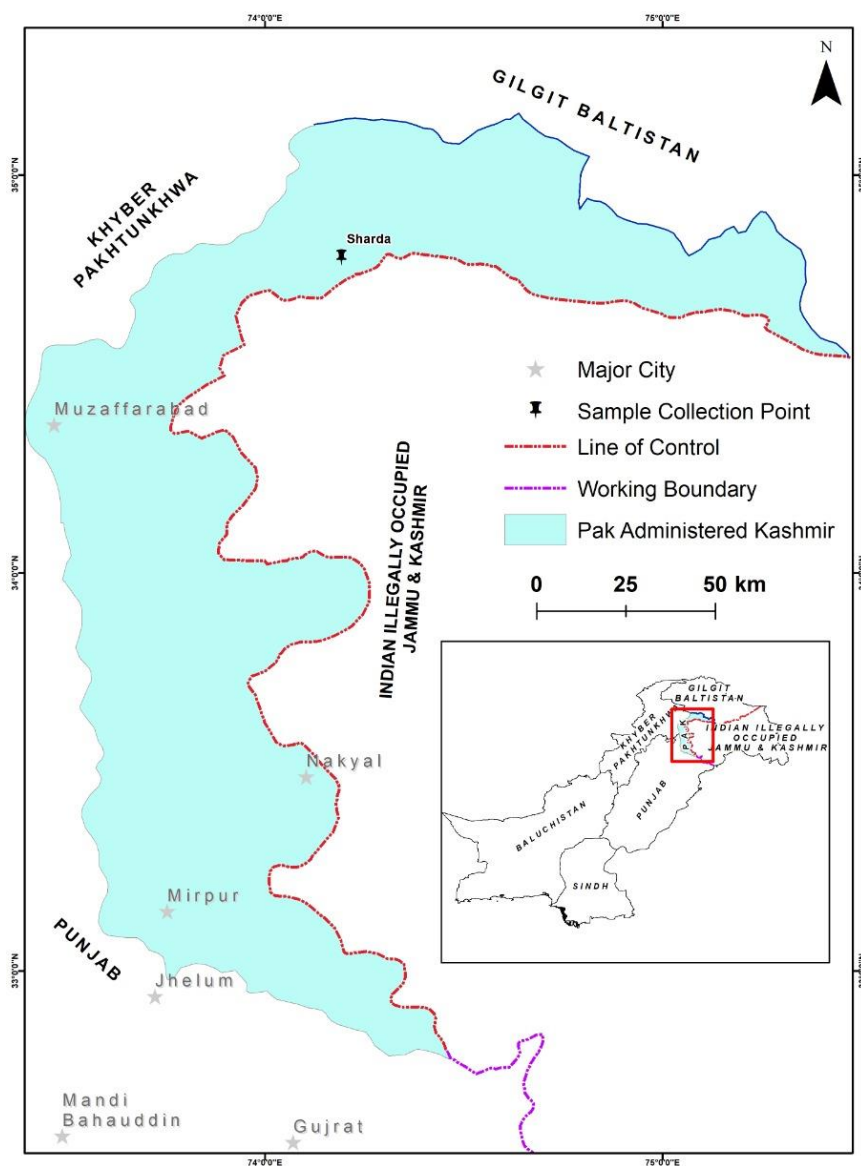 74°0'0"E
75°0'0"E
N
GILGIT BALTISTAN
35°0'0"N
KHYBER
PAKHTUNKHWA
Sharda
Major City
Muzaffarabad
Sample Collection Point
Line of Control
Working Boundary
Pak Administered Kashmir
INDIAN ILLEGALLY OCCUPIED
JAMMU & KASHMIR
34°0'0"N
0 25 50 km
GILGIT
BALTISTAN
KHYBER
PAKHTUNKHWA
PAK
INDIAN ILLEGALLY
OCCUPIED
JAMMU & KASHMIR
PUNJAB
BALUCHISTAN
SINDH
Nakyal
Mirpur
PUNJAB
Jhelum
33°0'0"N
Mandi
Bahauddin
Gujrat
74°0'0"E
75°0'0"E